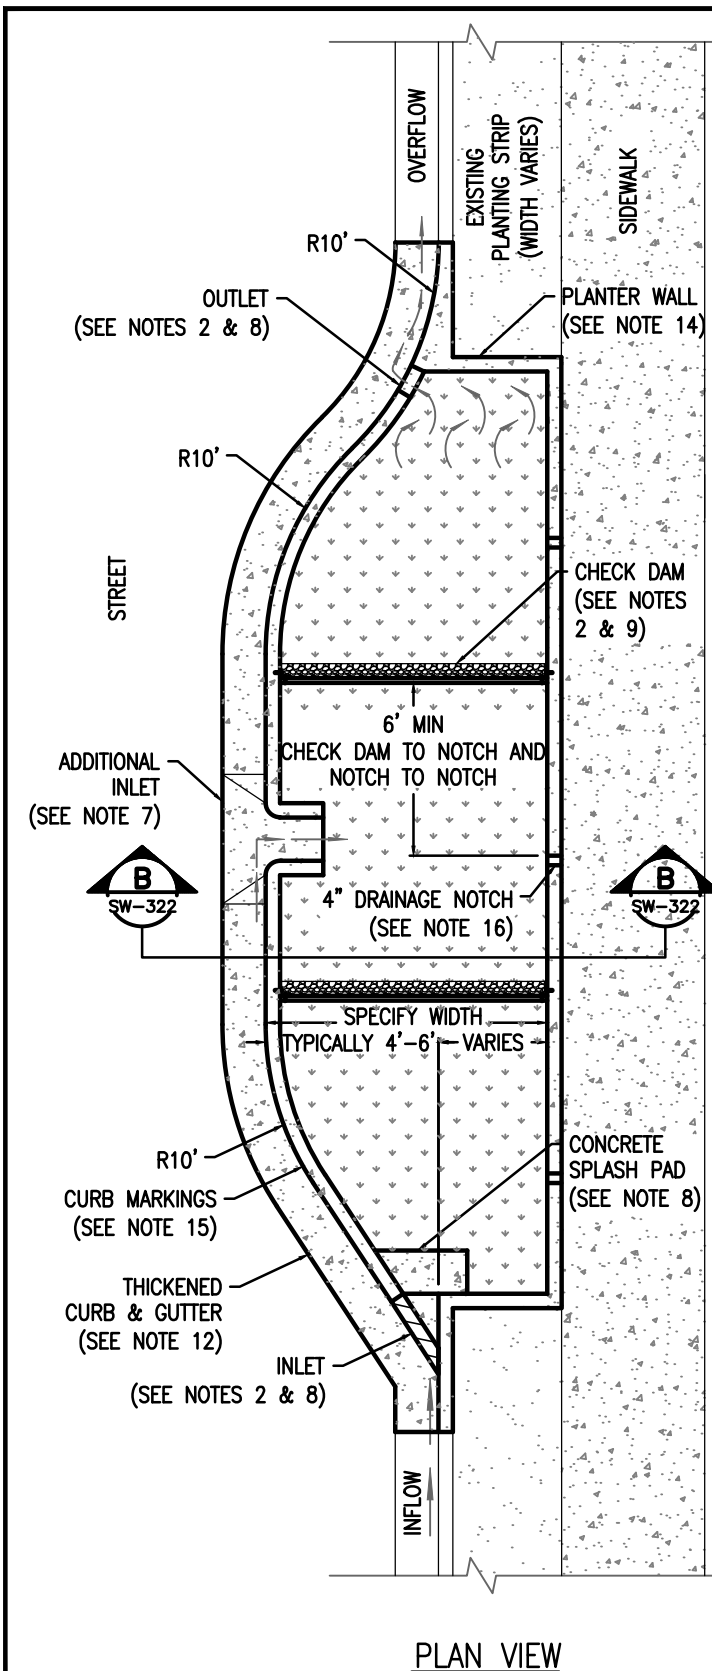 OVERFLOW
EXISTING
PLANTING STRIP
(WIDTH VARIES)
SIDEWALK
R10'
OUTLET
(SEE NOTES 2 & 8)
PLANTER WALL
(SEE NOTE 14)
R10'
STREET
CHECK DAM
(SEE NOTES
2 & 9)
6' MIN
CHECK DAM TO NOTCH AND
NOTCH TO NOTCH
ADDITIONAL
INLET
(SEE NOTE 7)
B
SW-322
4" DRAINAGE NOTCH
(SEE NOTE 16)
B
SW-322
SPECIFY WIDTH
TYPICALLY 4'-6'
VARIES
R10'
CURB MARKINGS
(SEE NOTE 15)
CONCRETE
SPLASH PAD
(SEE NOTE 8)
THICKENED
CURB & GUTTER
(SEE NOTE 12)
INLET
(SEE NOTES 2 & 8)
INFLOW
PLAN VIEW